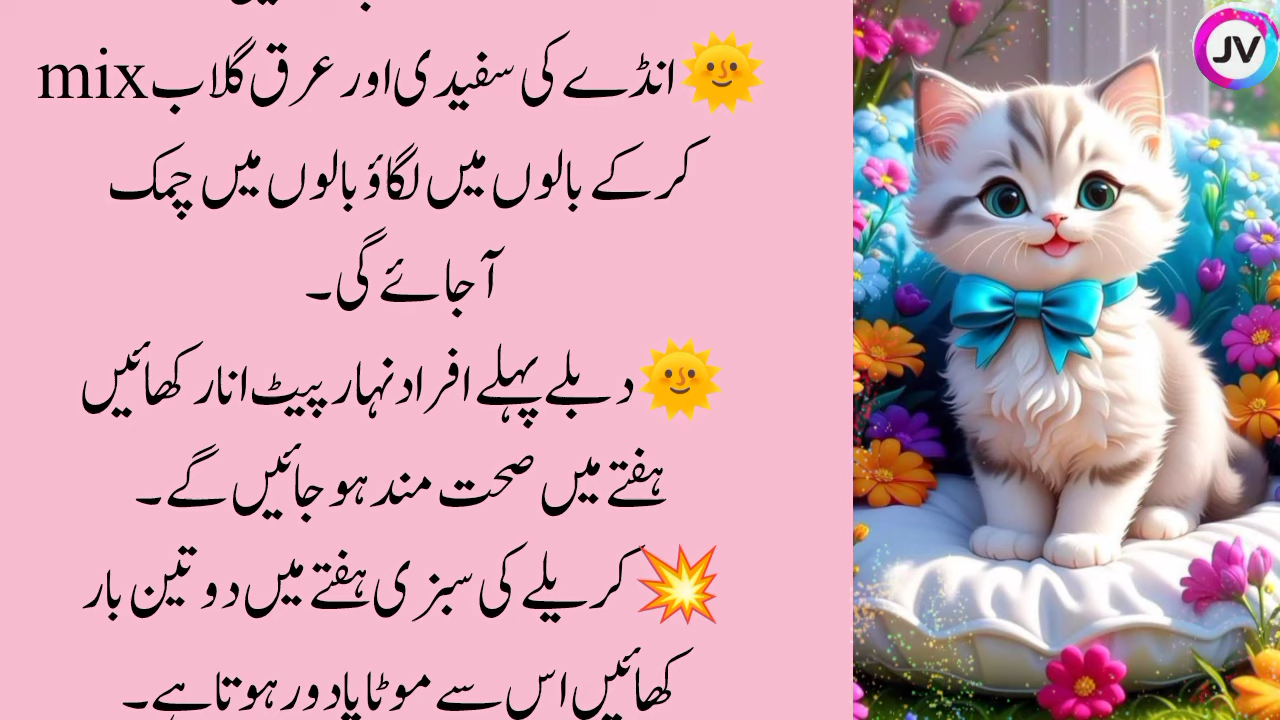 🌞انڈے کی سفیدی اور عرق گلاب mix
کر کے بالوں میں لگاؤ بالوں میں چمک
آ جائے گی۔
🌞دبلے پہلے افراد نہار پیٹ انار کھائیں
ہفتے میں صحت مند ہو جائیں گے۔
💥کریلے کی سبزی ہفتے میں دو تین بار
کھائیں اس سے موٹاپا دور ہوتا ہے۔
JV